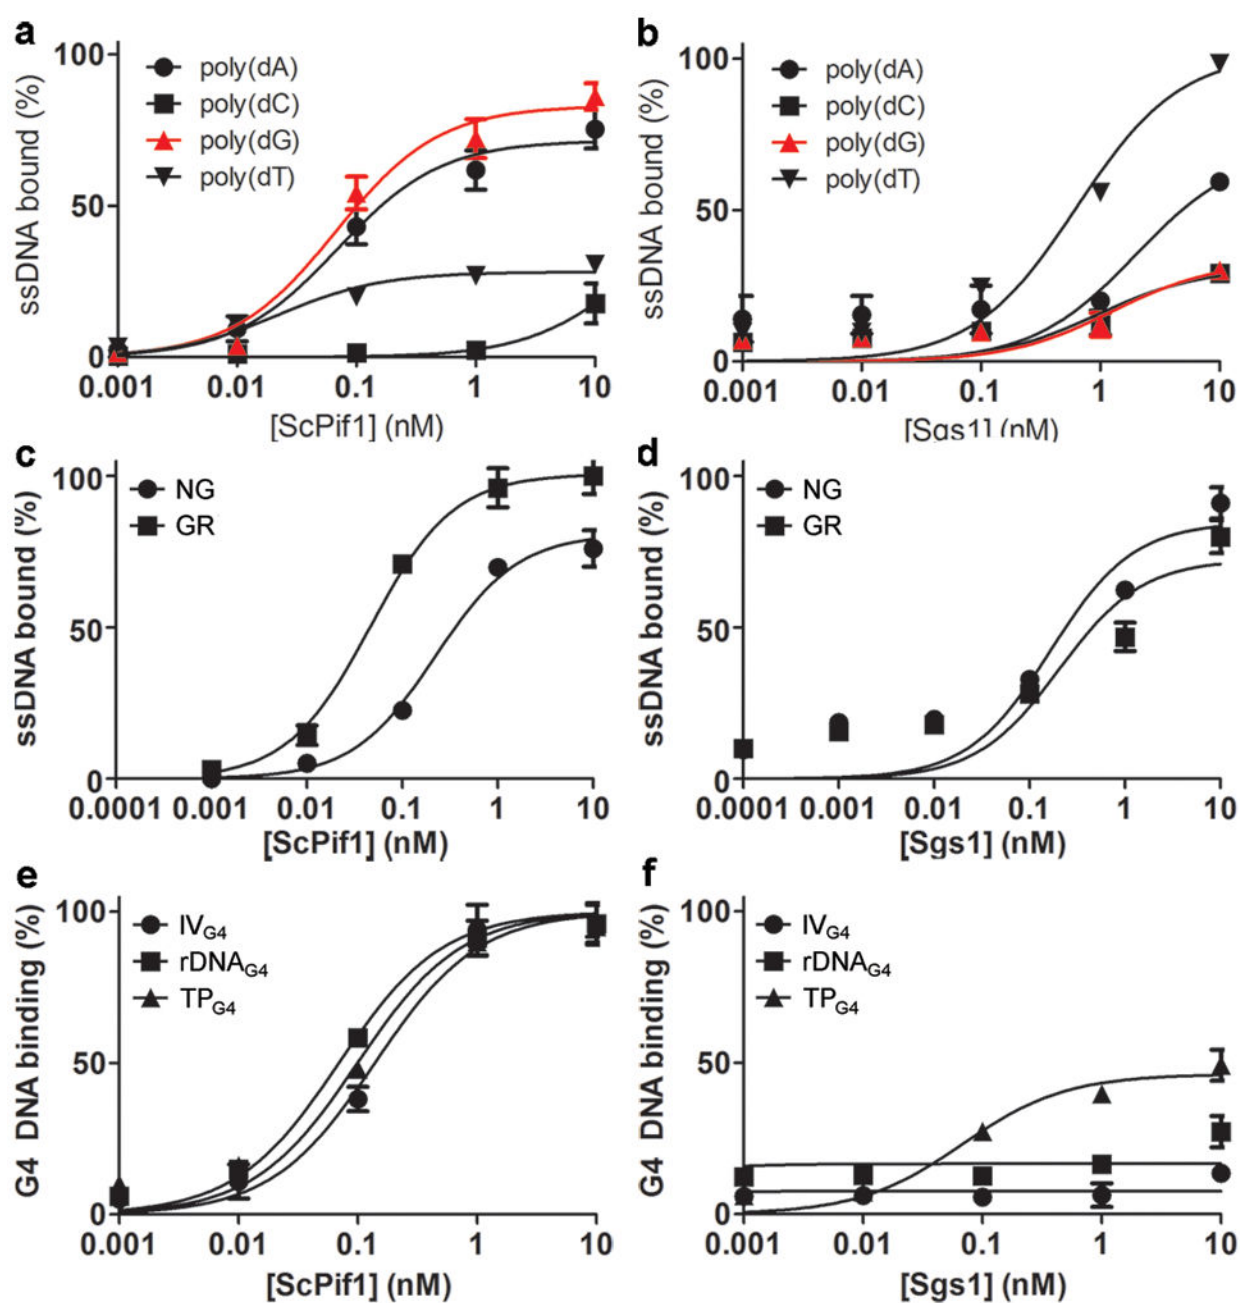 a
ssDNA bound (%)
100
50
0
poly(dA)
poly(dC)
poly(dG)
poly(dT)
0.001 0.01 0.1 1 10
[ScPif1] (nM)
b
ssDNA bound (%)
100
50
0
poly(dA)
poly(dC)
poly(dG)
poly(dT)
0.001 0.01 0.1 1 10
[Sgs1] (nM)
c
ssDNA bound (%)
100
50
0
NG
GR
0.0001 0.001 0.01 0.1 1 10
[ScPif1] (nM)
d
ssDNA bound (%)
100
50
0
NG
GR
0.0001 0.001 0.01 0.1 1 10
[Sgs1] (nM)
e
G4 DNA binding (%)
100
50
0
IVG4
rDNAG4
TPG4
0.001 0.01 0.1 1 10
[ScPif1] (nM)
f
G4 DNA binding (%)
100
50
0
IVG4
rDNAG4
TPG4
0.001 0.01 0.1 1 10
[Sgs1] (nM)